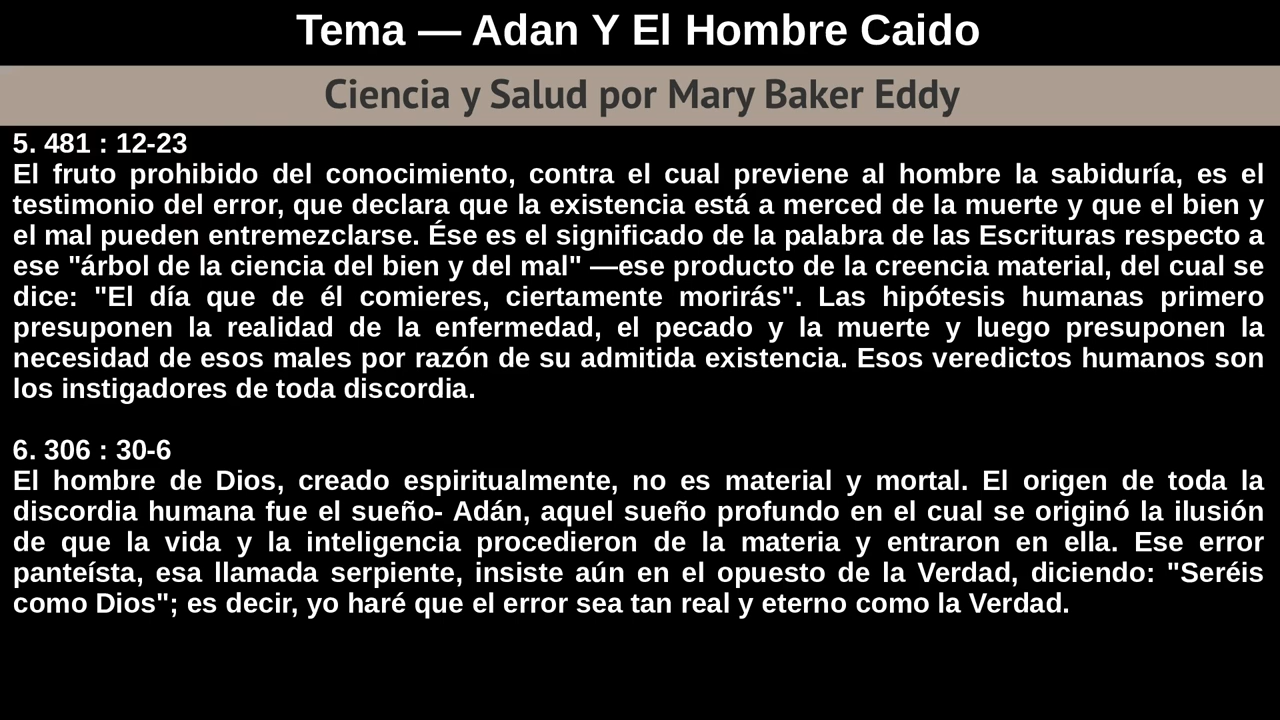 Tema — Adan Y El Hombre Caido
Ciencia y Salud por Mary Baker Eddy
5. 481 : 12-23
El fruto prohibido del conocimiento, contra el cual previene al hombre la sabiduría, es el
testimonio del error, que declara que la existencia está a merced de la muerte y que el bien y
el mal pueden entremezclarse. Ése es el significado de la palabra de las Escrituras respecto a
ese "árbol de la ciencia del bien y del mal" —ese producto de la creencia material, del cual se
dice: "El día que de él comieres, ciertamente morirás". Las hipótesis humanas primero
presuponen la realidad de la enfermedad, el pecado y la muerte y luego presuponen la
necesidad de esos males por razón de su admitida existencia. Esos veredictos humanos son
los instigadores de toda discordia.
6. 306 : 30-6
El hombre de Dios, creado espiritualmente, no es material y mortal. El origen de toda la
discordia humana fue el sueño- Adán, aquel sueño profundo en el cual se originó la ilusión
de que la vida y la inteligencia procedieron de la materia y entraron en ella. Ese error
panteísta, esa llamada serpiente, insiste aún en el opuesto de la Verdad, diciendo: "Seréis
como Dios"; es decir, yo haré que el error sea tan real y eterno como la Verdad.